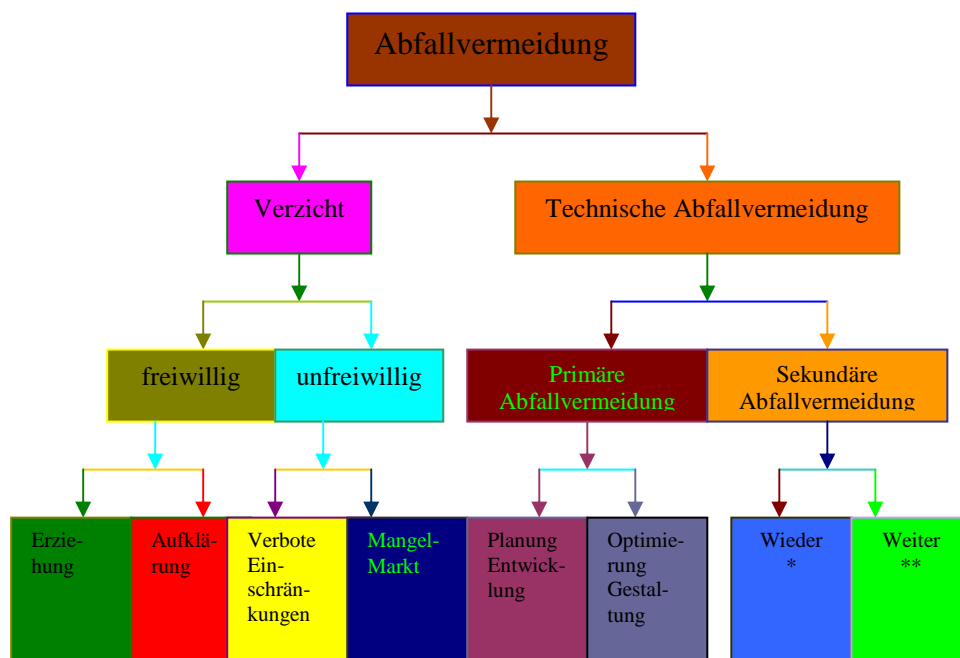 Abfallvermeidung
Verzicht
Technische Abfallvermeidung
freiwillig
unfreiwillig
Primäre
Abfallvermeidung
Sekundäre
Abfallvermeidung
Erzie-
hung
Aufklä-
rung
Verbote
Ein-
schrän-
kungen
Mangel-
Markt
Planung
Entwick-
lung
Optimie-
rung
Gestal-
tung
Wieder
*
Weiter
**